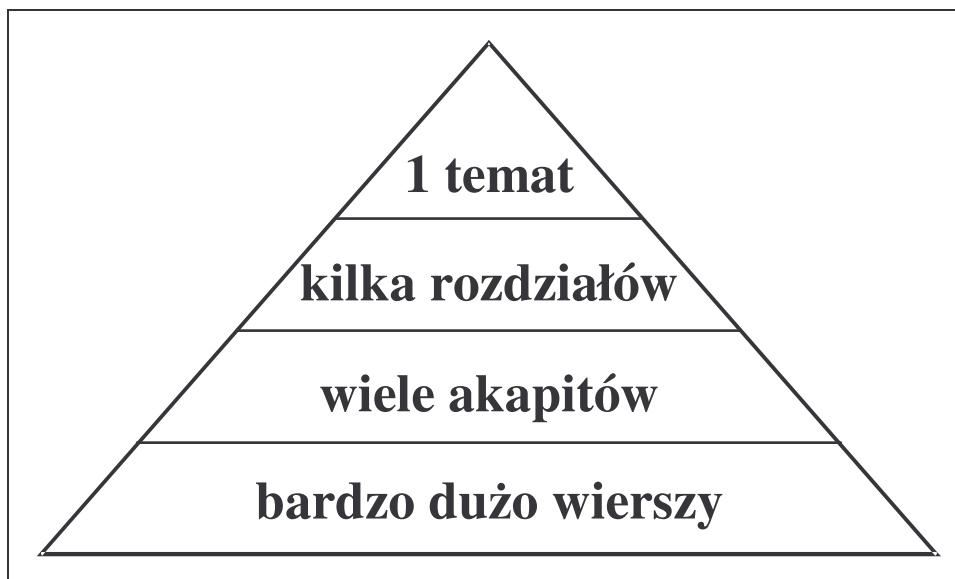 1 temat
kilka rozdziałów
wiele akapitów
bardzo dużo wierszy